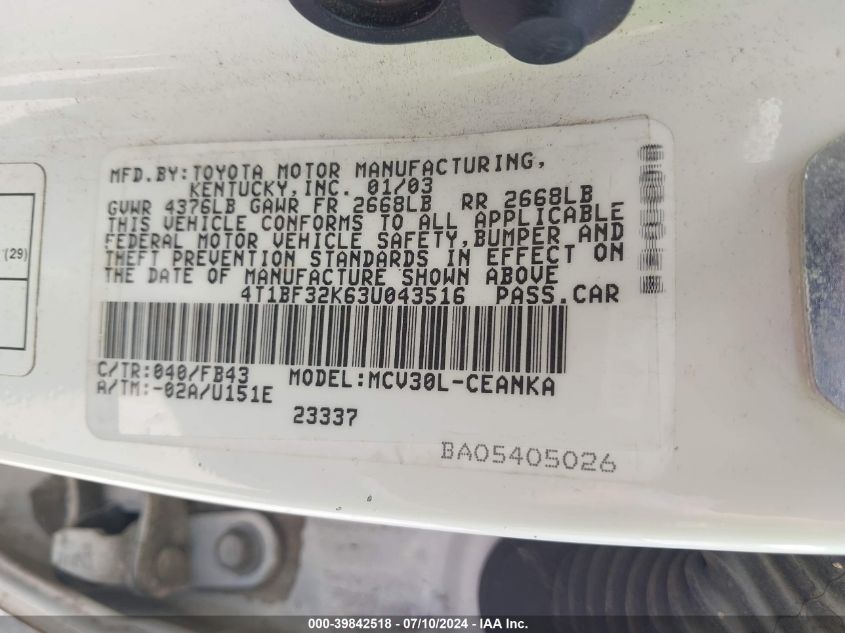 MFD.BY:TOYOTA MOTOR MANUFACTURING,
KENTUCKY,INC. 01/03
GVWR 4376LB GAWR FR 2668LB RR 2668LB
THIS VEHICLE CONFORMS TO ALL APPLICABLE
FEDERAL MOTOR VEHICLE SAFETY,BUMPER AND
THEFT PREVENTION STANDARDS IN EFFECT ON
THE DATE OF MANUFACTURE SHOWN ABOVE
4T1BF32K63U043516 PASS.CAR
C/TR:040/FB43 MODEL:MCV30L-CEANKA
A/TM:-02A/U151E
23337
BA05405026
(29)
000-39842518 - 07/10/2024 - IAA Inc.